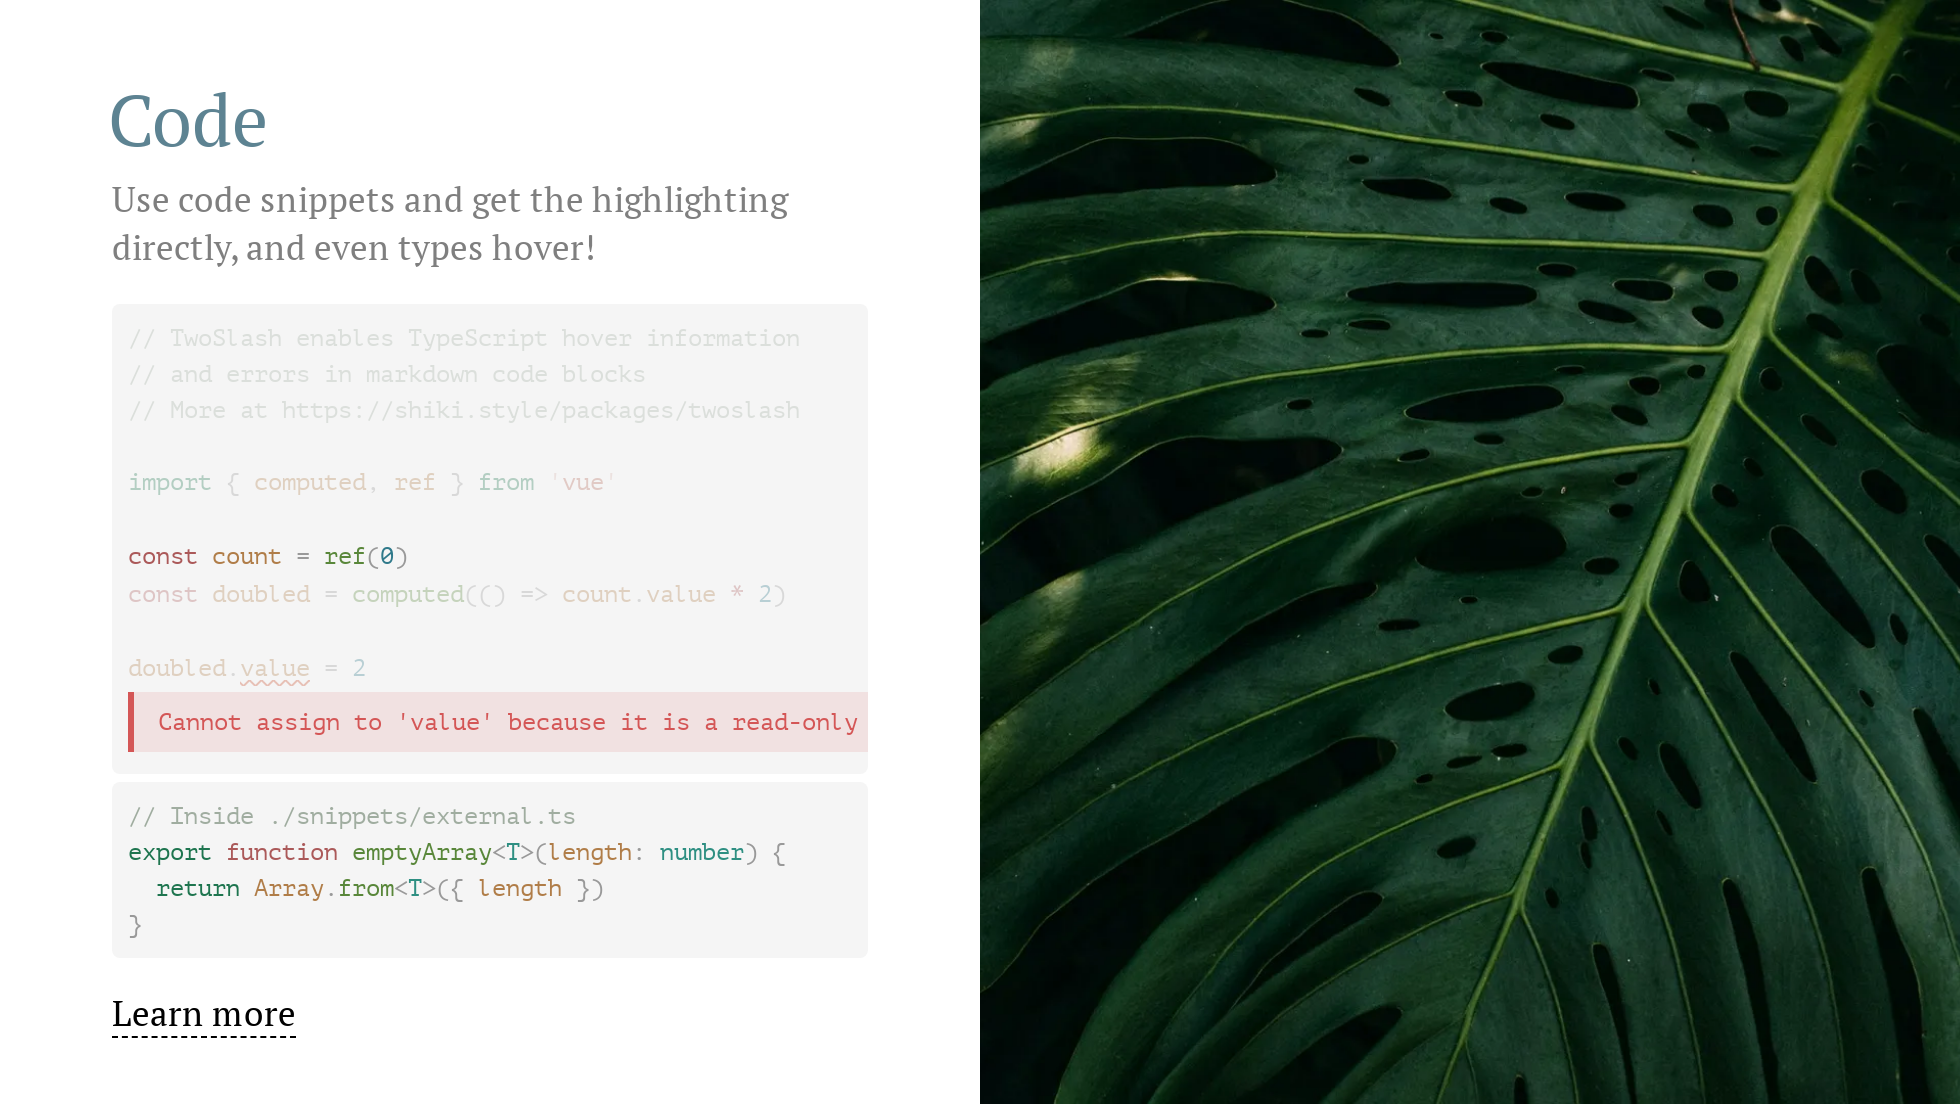 Code
Use code snippets and get the highlighting
directly, and even types hover!
// TwoSlash enables TypeScript hover information
// and errors in markdown code blocks
// More at https://shiki.style/packages/twoslash
import { computed, ref } from 'vue'
const count = ref(0)
const doubled = computed(() => count.value * 2)
doubled.value = 2
Cannot assign to 'value' because it is a read-only
// Inside ./snippets/external.ts
export function emptyArray<T>(length: number) {
  return Array.from<T>({ length })
}
Learn more